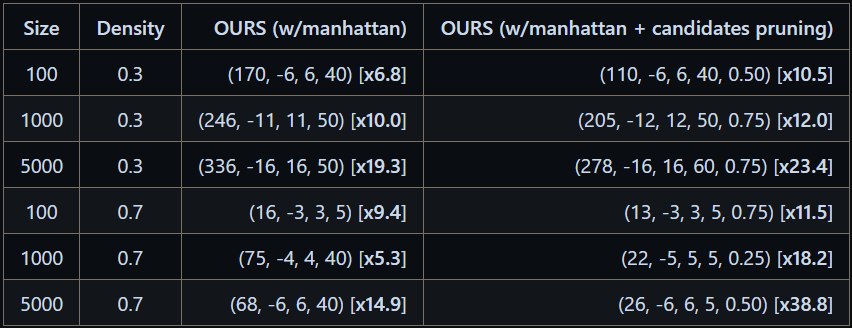 Size Density OURS (w/manhattan) OURS (w/manhattan + candidates pruning)
100 0.3 (170, -6, 6, 40) [x6.8] (110, -6, 6, 40, 0.50) [x10.5]
1000 0.3 (246, -11, 11, 50) [x10.0] (205, -12, 12, 50, 0.75) [x12.0]
5000 0.3 (336, -16, 16, 50) [x19.3] (278, -16, 16, 60, 0.75) [x23.4]
100 0.7 (16, -3, 3, 5) [x9.4] (13, -3, 3, 5, 0.75) [x11.5]
1000 0.7 (75, -4, 4, 40) [x5.3] (22, -5, 5, 5, 0.25) [x18.2]
5000 0.7 (68, -6, 6, 40) [x14.9] (26, -6, 6, 5, 0.50) [x38.8]